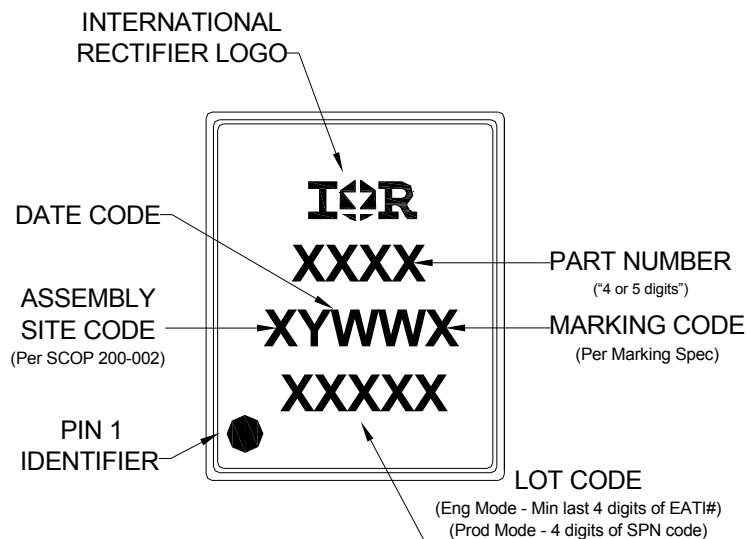 INTERNATIONAL
RECTIFIER LOGO
IOR
DATE CODE
XXXX
PART NUMBER
("4 or 5 digits")
ASSEMBLY
SITE CODE
(Per SCOP 200-002)
XYWWX
MARKING CODE
(Per Marking Spec)
XXXXX
PIN 1
IDENTIFIER
LOT CODE
(Eng Mode - Min last 4 digits of EATI#)
(Prod Mode - 4 digits of SPN code)